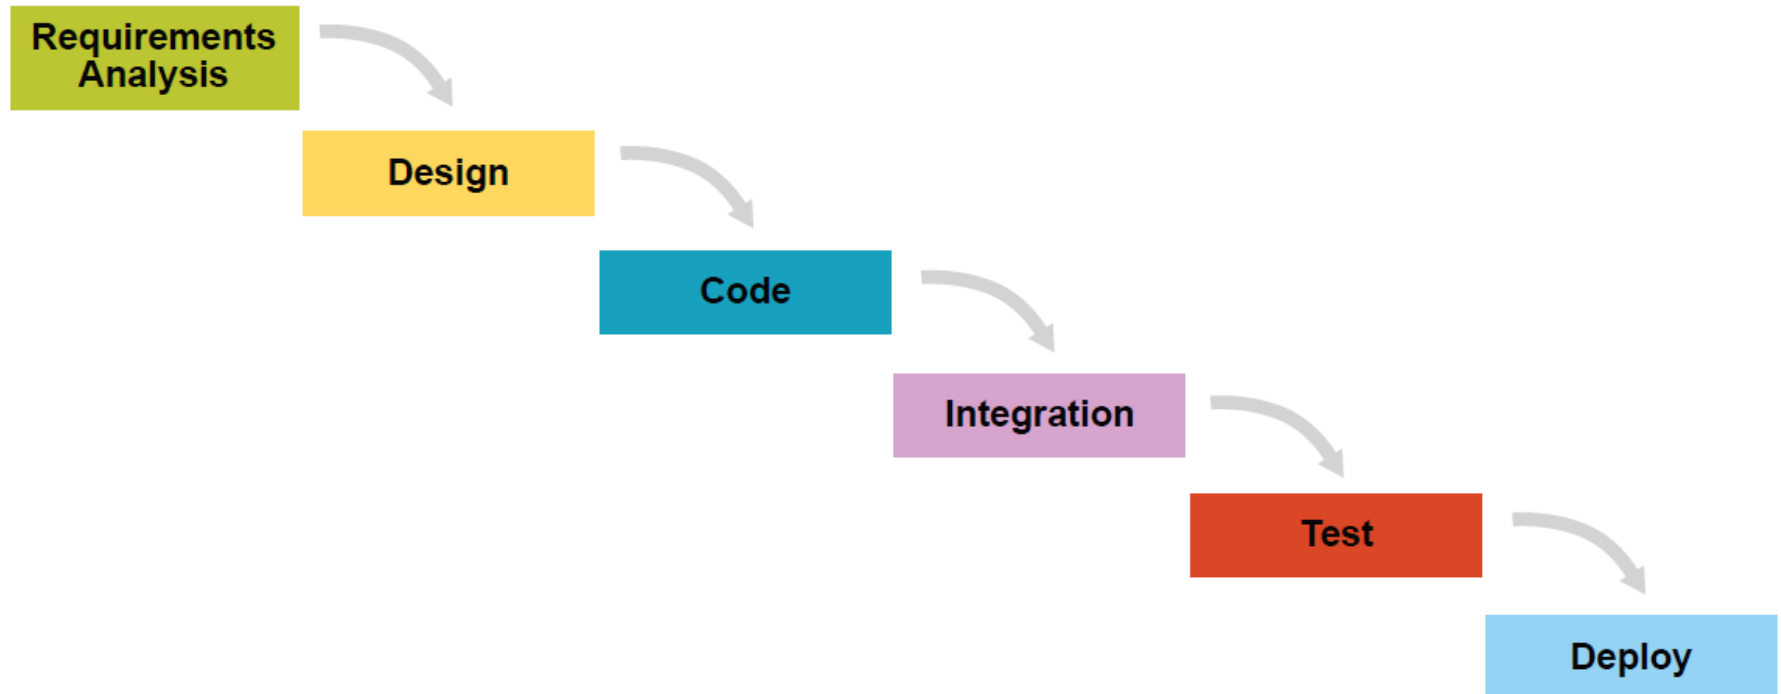 Requirements
Analysis
Design
Code
Integration
Test
Deploy